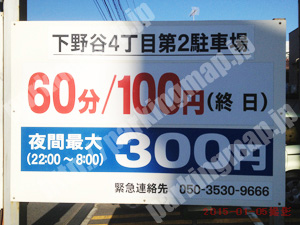 下野谷4丁目第2駐車場
60分/100円(終 日)
夜間最大
(22:00～8:00)
300円
緊急連絡先 050-3530-9666